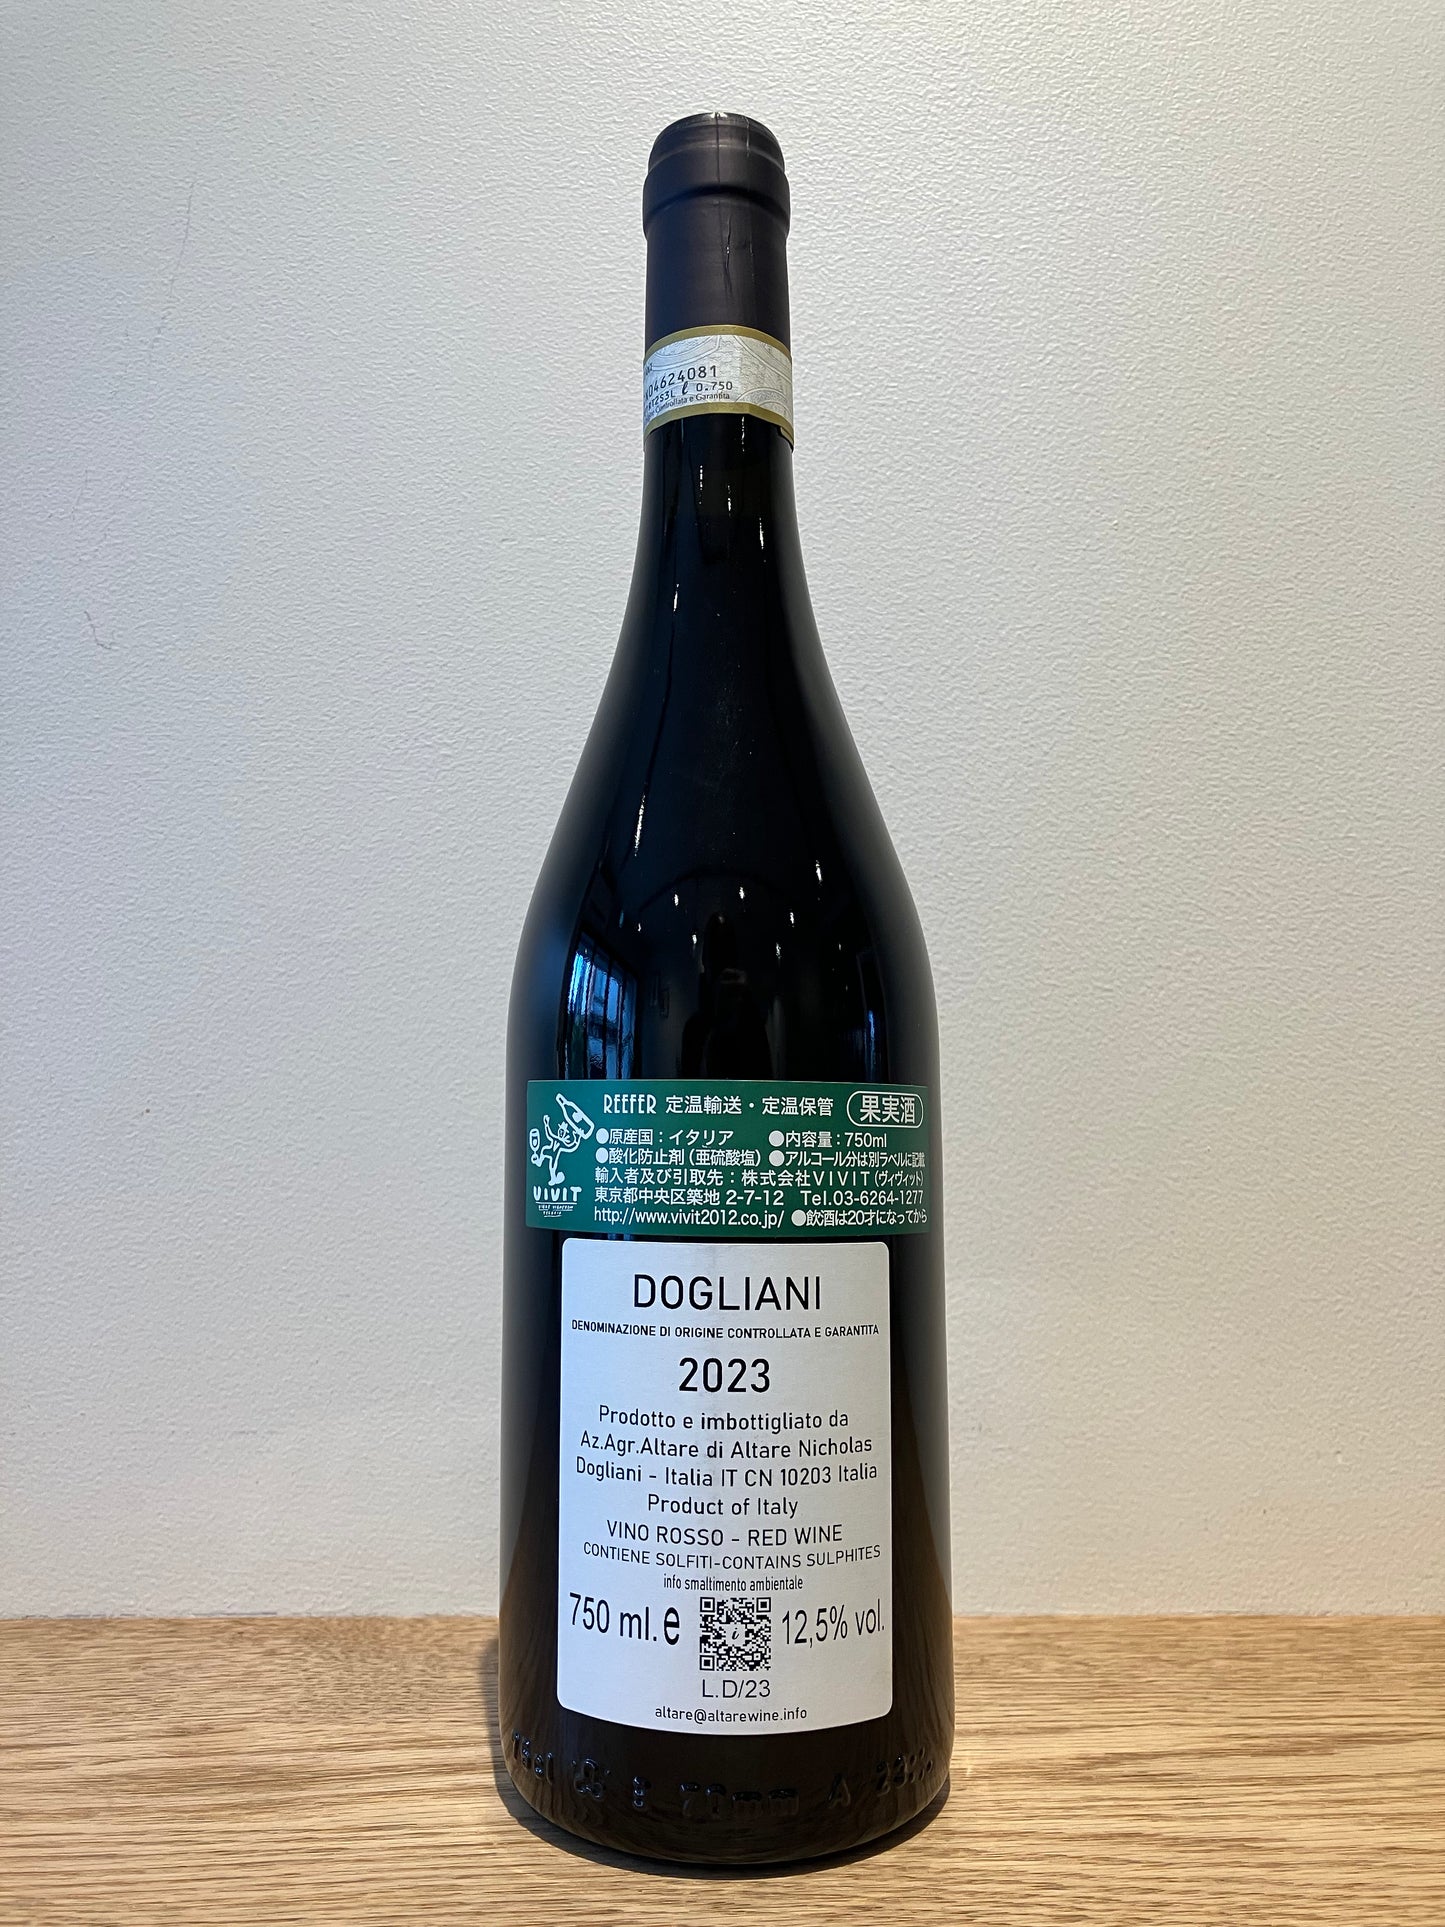 04624081
0.750
Controllata e Garantita
REEFER 定温輸送・定温保管 果実酒
●原産国：イタリア ●内容量：750ml
●酸化防止剤（亜硫酸塩）●アルコール分は別ラベルに記載
輸入者及び引取先：株式会社VIVIT（ヴィヴィット）
東京都中央区築地 2-7-12 Tel.03-6264-1277
http://www.vivit2012.co.jp/ ●飲酒は20才になってから
VIVIT
DOGLIANI
DENOMINAZIONE DI ORIGINE CONTROLLATA E GARANTITA
2023
Prodotto e imbottigliato da
Az.Agr.Altare di Altare Nicholas
Dogliani - Italia IT CN 10203 Italia
Product of Italy
VINO ROSSO - RED WINE
CONTIENE SOLFITI-CONTAINS SULPHITES
info smaltimento ambientale
750 ml. e 12,5% vol.
L.D/23
altare@altarewine.info